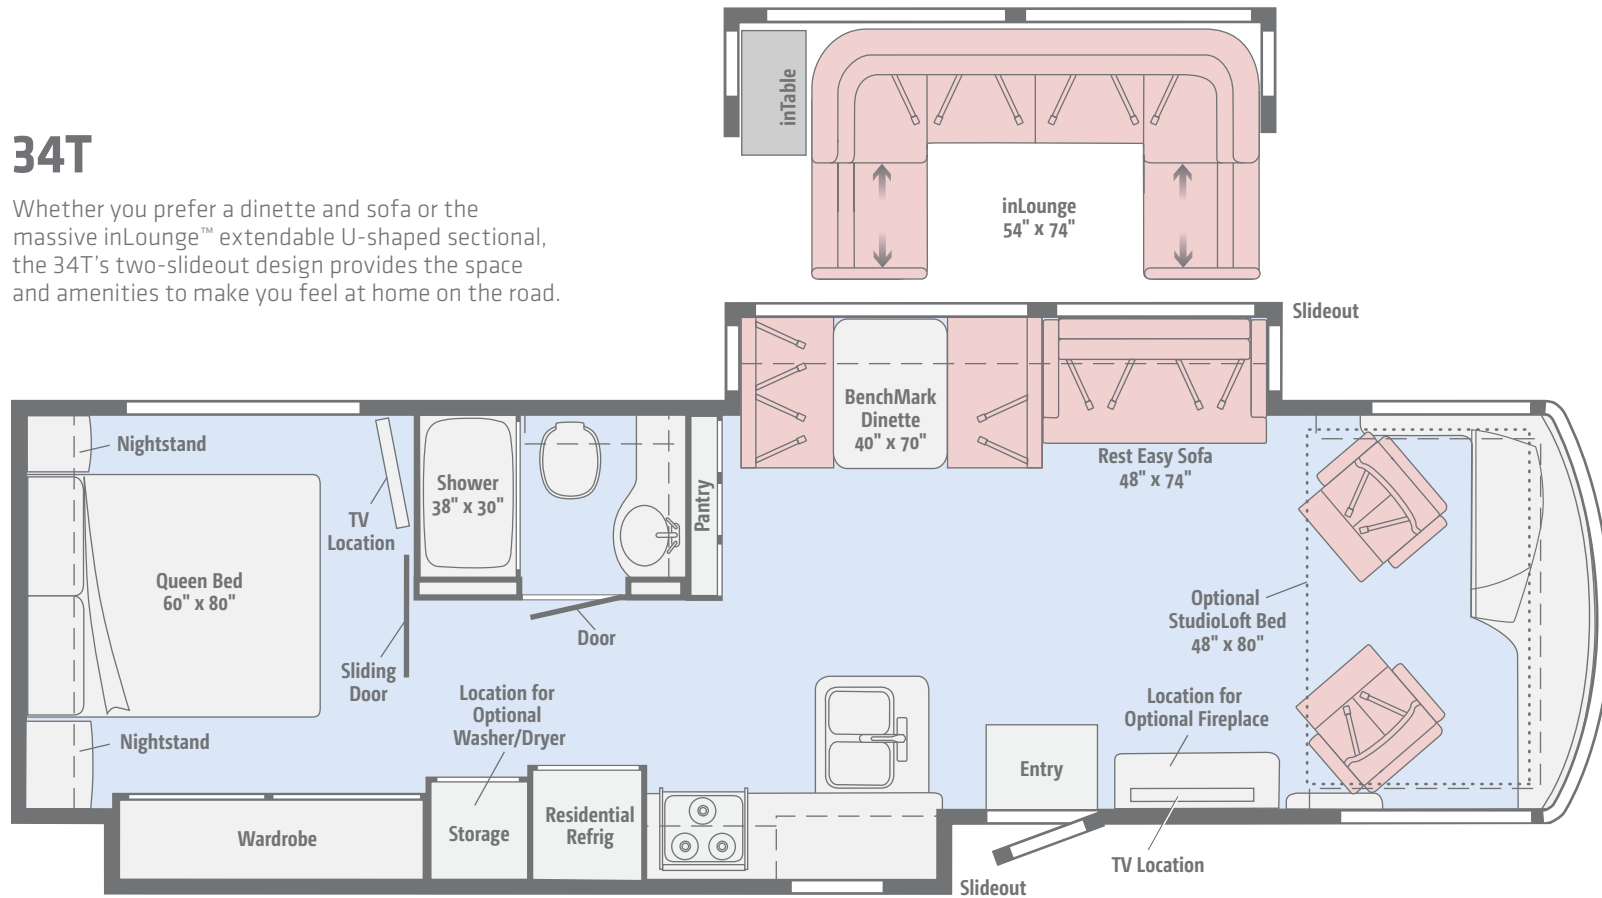 34T
Whether you prefer a dinette and sofa or the
massive inLounge™ extendable U-shaped sectional,
the 34T's two-slideout design provides the space
and amenities to make you feel at home on the road.
inTable
inLounge
54" x 74"
Slideout
BenchMark
Dinette
40" x 70"
Rest Easy Sofa
48" x 74"
Nightstand
TV
Location
Shower
38" x 30"
Pantry
Queen Bed
60" x 80"
Sliding
Door
Door
Optional
StudioLoft Bed
48" x 80"
Location for
Optional
Washer/Dryer
Location for
Optional Fireplace
Nightstand
Entry
Wardrobe
Storage
Residential
Refrig
TV Location
Slideout